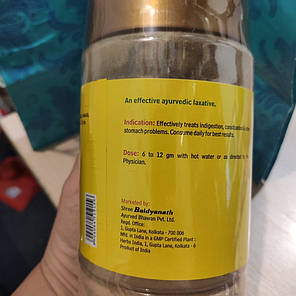 An effective ayurvedic laxative.
Indication: Effectively treats indigestion, constipation &
stomach problems. Consume daily for best results.
Dose: 6 to 12 gm with hot water or as directed by the
Physician.
Marketed by:
Shree Baidyanath
Ayurved Bhawan Pvt. Ltd.
Regd. Office:
1, Gupta Lane, Kolkata - 700 006
Mfd. in India in a GMP Certified Plant:
Herbs India, 1, Gupta Lane, Kolkata - 6
Product of India